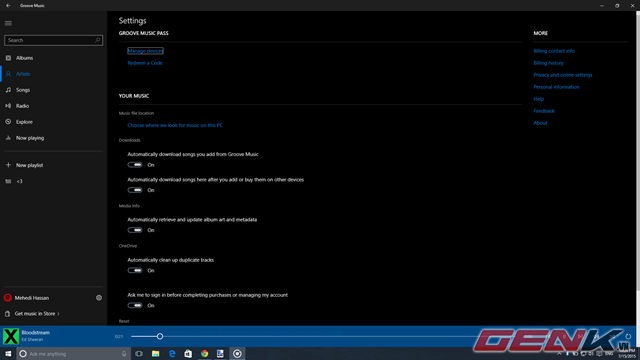 Groove Music
Search
Albums
Artists
Songs
Radio
Explore
Now playing
New playlist
<3
Mehedi Hassan
Get music in Store
Settings
GROOVE MUSIC PASS
Manage devices
Redeem a Code
YOUR MUSIC
Music file location
Choose where we look for music on this PC
Downloads
Automatically download songs you add from Groove Music
On
Automatically download songs here after you add or buy them on other devices
On
Media Info
Automatically retrieve and update album art and metadata
On
OneDrive
Automatically clean up duplicate tracks
On
Ask me to sign in before completing purchases or managing my account
On
Reset
MORE
Billing contact info
Billing history
Privacy and online settings
Personal information
Help
Feedback
About
Bloodstream
Ed Sheeran
0:21
Ask me anything
GENK
7/15/2015